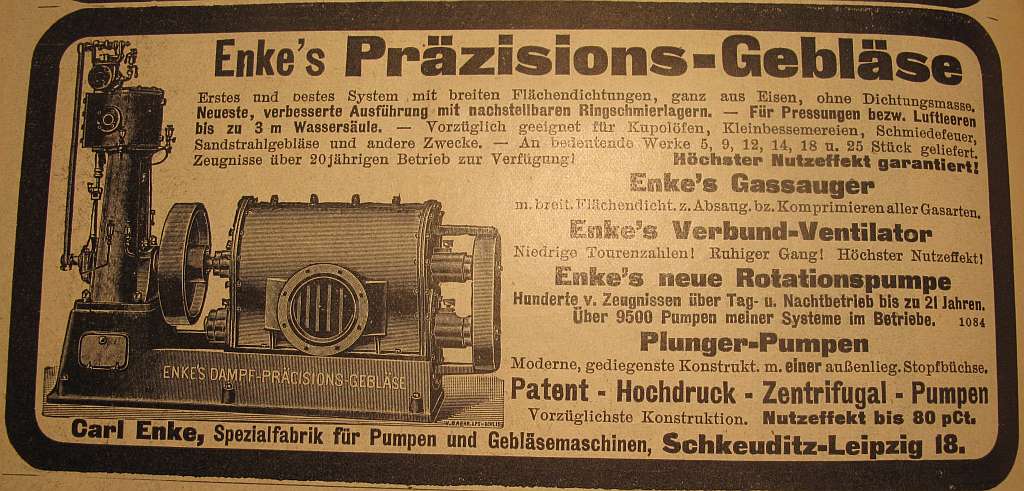 Enke's Präzisions-Gebläse
Erstes und bestes System mit breiten Flächendichtungen, ganz aus Eisen, ohne Dichtungsmasse.
Neueste, verbesserte Ausführung mit nachstellbaren Ringschmierlagern. — Für Pressungen bezw. Luftleeren
bis zu 3 m Wassersäule. — Vorzüglich geeignet für Kupolöfen, Kleinbessemereien, Schmiedefeuer,
Sandstrahlgebläse und andere Zwecke. — An bedeutende Werke 5, 9, 12, 14, 18 u. 25 Stück geliefert.
Zeugnisse über 20jährigen Betrieb zur Verfügung! Höchster Nutzeffekt garantiert!
Enke's Gassauger
m. breit. Flächendicht. z. Absaug. bz. Komprimieren aller Gasarten.
Enke's Verbund-Ventilator
Niedrige Tourenzahlen! Ruhiger Gang! Höchster Nutzeffekt!
Enke's neue Rotationspumpe
Hunderte v. Zeugnissen über Tag- u. Nachtbetrieb bis zu 21 Jahren.
Über 9500 Pumpen meiner Systeme im Betriebe. 1084
Plunger-Pumpen
Moderne, gediegenste Konstrukt. m. einer außenlieg. Stopfbüchse.
Patent - Hochdruck - Zentrifugal - Pumpen
Vorzüglichste Konstruktion. Nutzeffekt bis 80 pCt.
ENKE'S DAMPF-PRÄCISIONS-GEBLÄSE
Carl Enke, Spezialfabrik für Pumpen und Gebläsemaschinen, Schkeuditz-Leipzig 18.